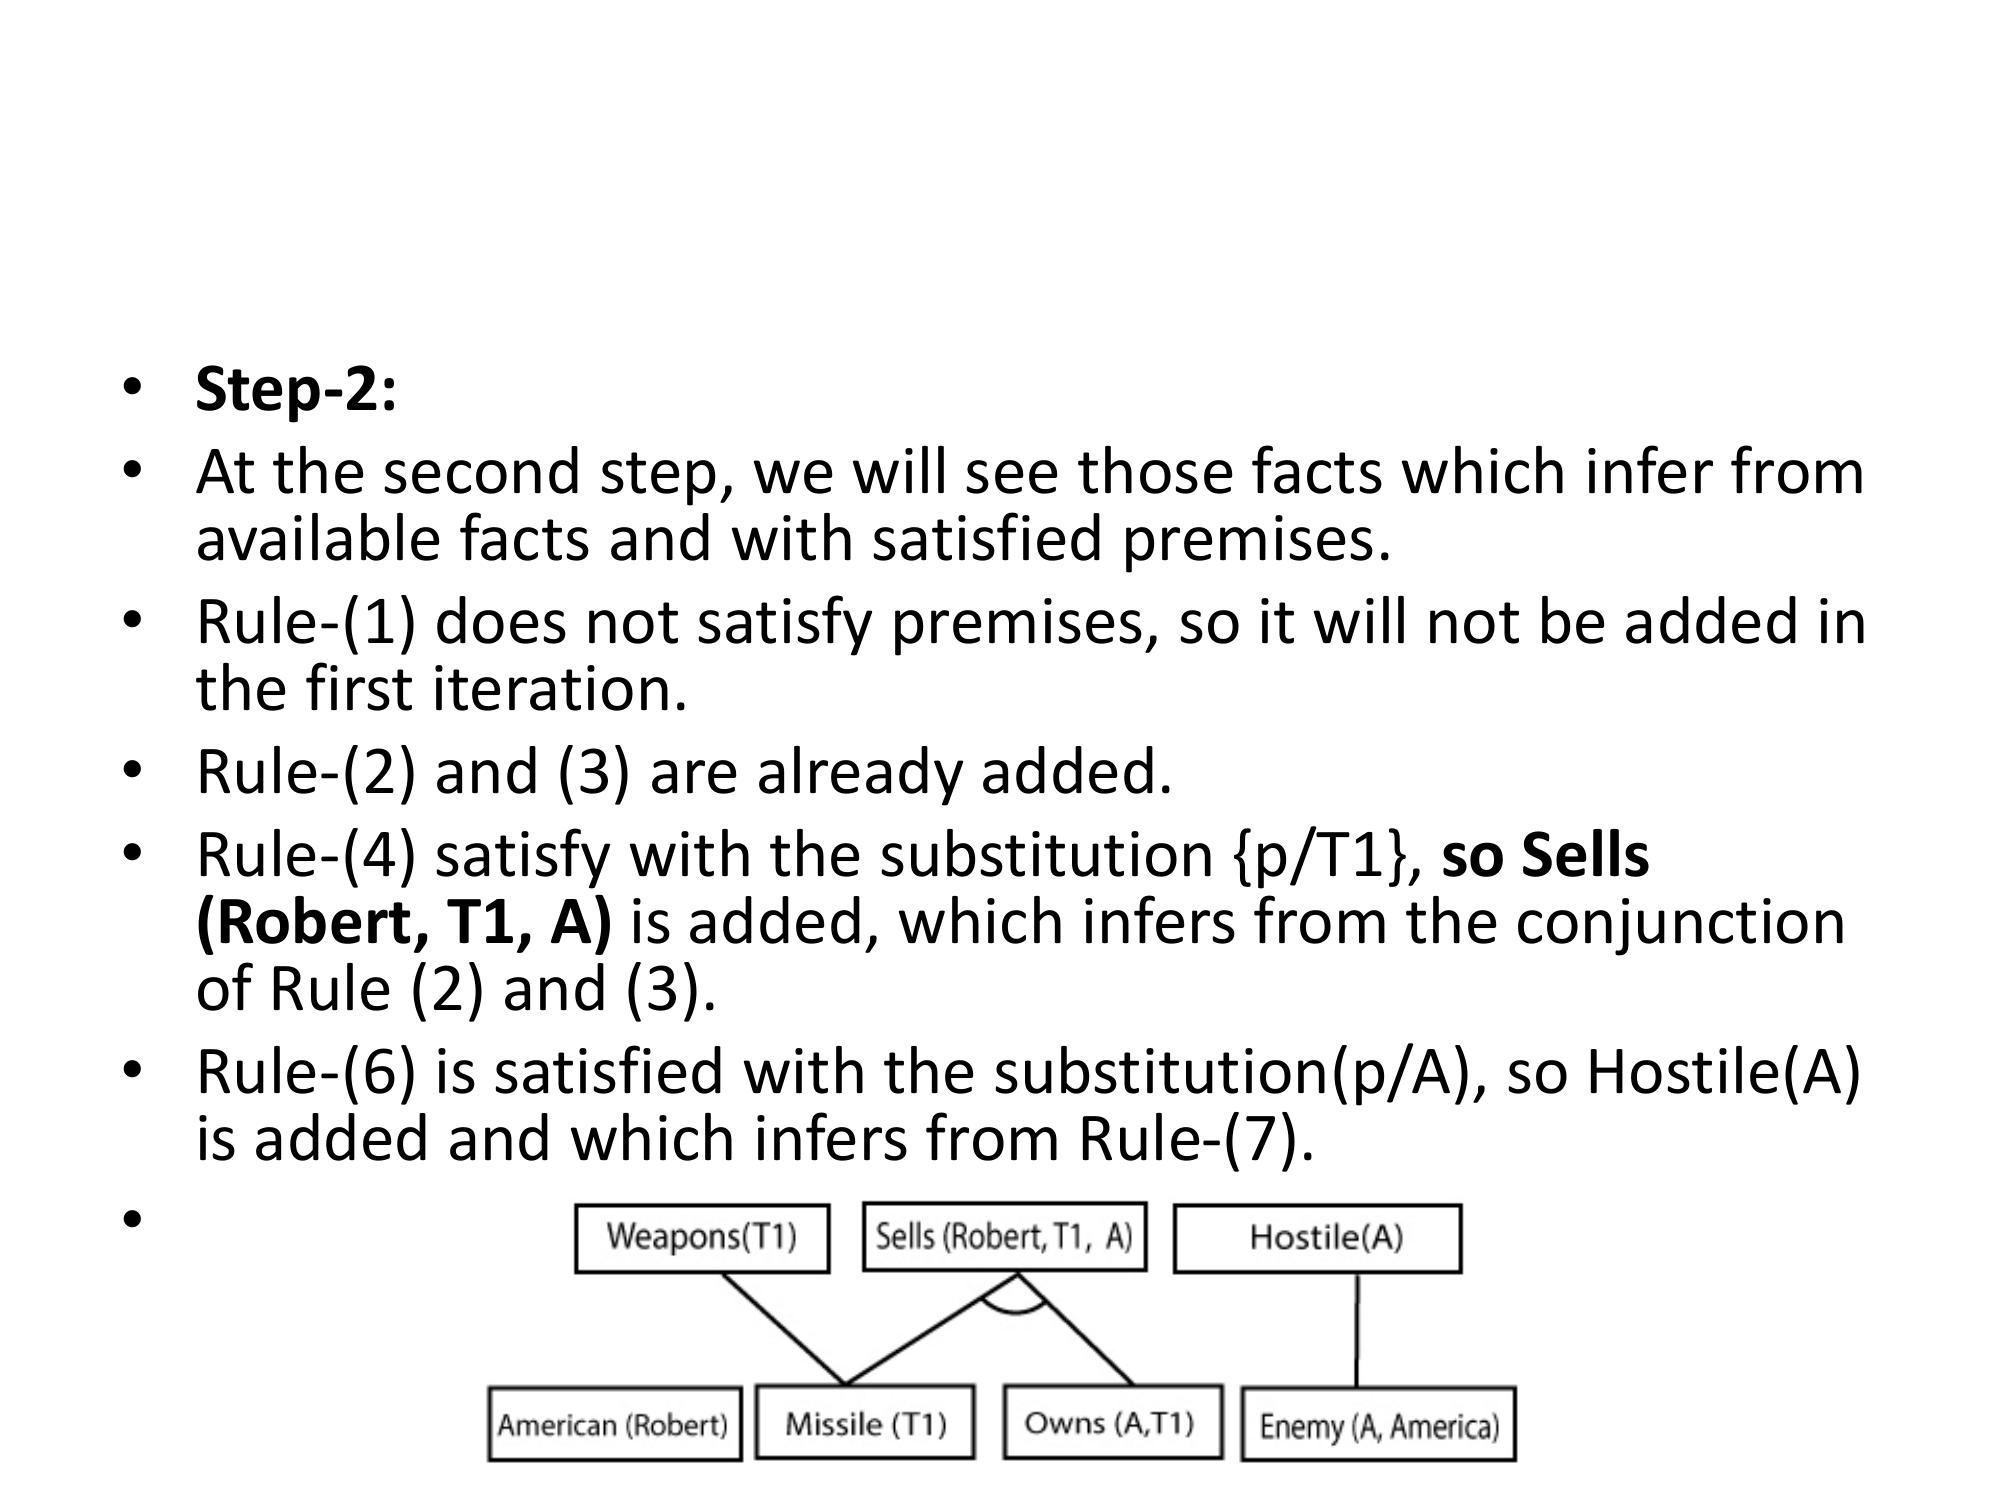 • Step-2:
• At the second step, we will see those facts which infer from
available facts and with satisfied premises.
• Rule-(1) does not satisfy premises, so it will not be added in
the first iteration.
• Rule-(2) and (3) are already added.
• Rule-(4) satisfy with the substitution {p/T1}, so Sells
(Robert, T1, A) is added, which infers from the conjunction
of Rule (2) and (3).
• Rule-(6) is satisfied with the substitution(p/A), so Hostile(A)
is added and which infers from Rule-(7).
•
Weapons(T1) Sells (Robert, T1, A) Hostile(A)
American (Robert) Missile (T1) Owns (A,T1) Enemy (A, America)